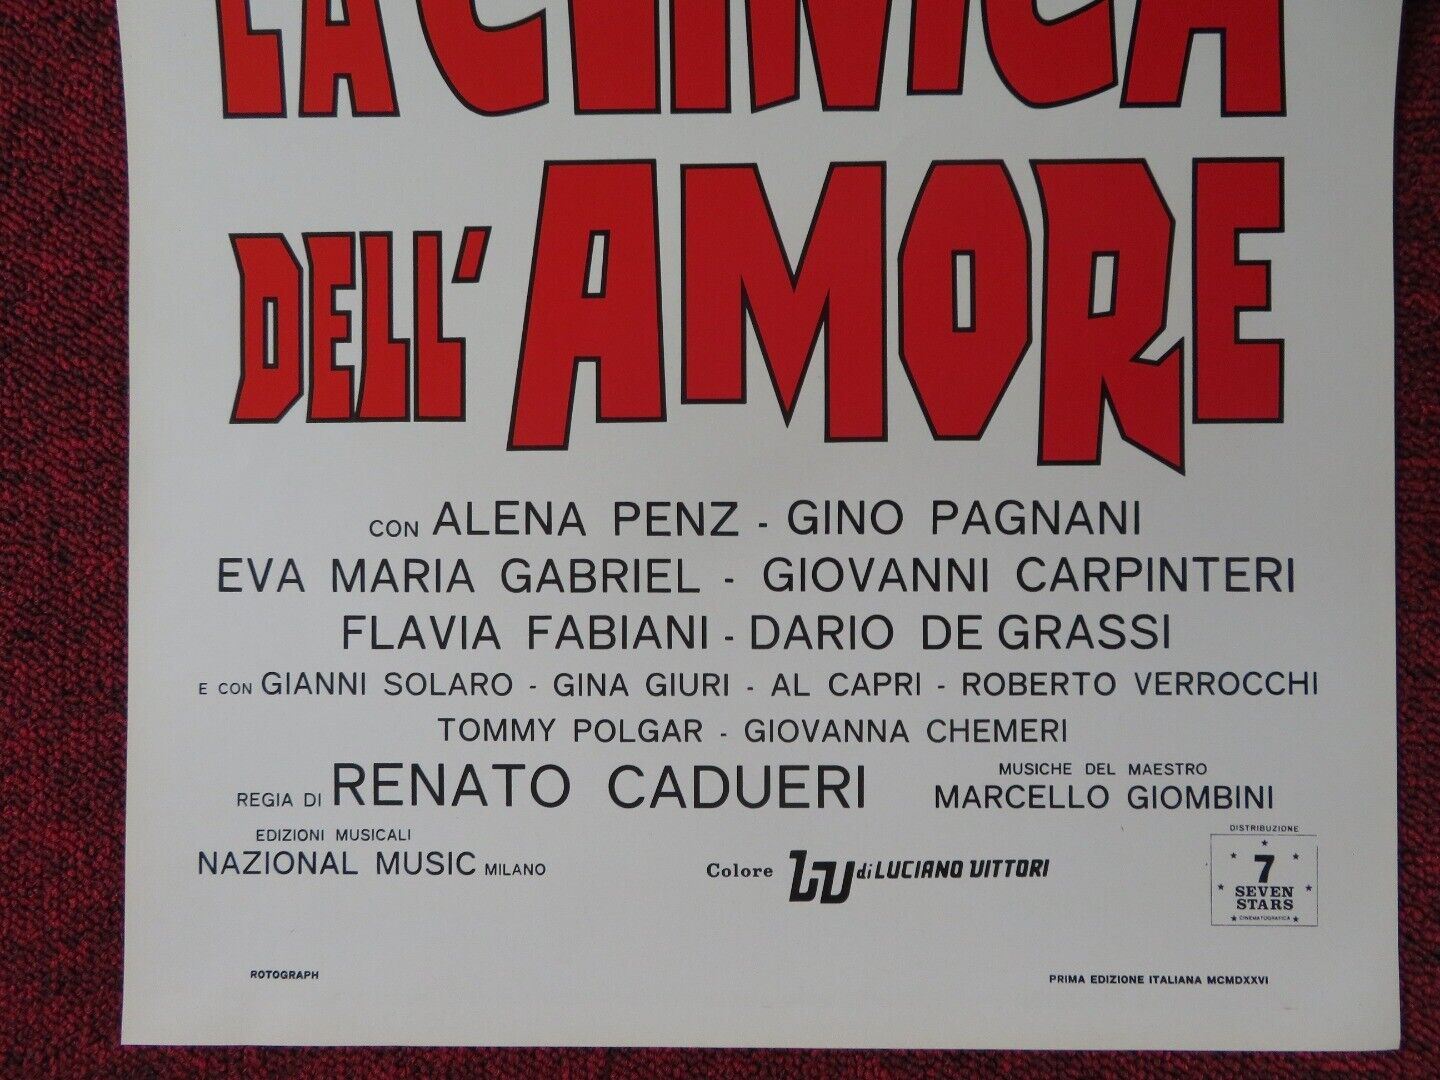 LA CLINICA
DELL'AMORE
CON ALENA PENZ - GINO PAGNANI
EVA MARIA GABRIEL - GIOVANNI CARPINTERI
FLAVIA FABIANI - DARIO DE GRASSI
E CON GIANNI SOLARO - GINA GIURI - AL CAPRI - ROBERTO VERROCCHI
TOMMY POLGAR - GIOVANNA CHEMERI
REGIA DI RENATO CADUERI
MUSICHE DEL MAESTRO
MARCELLO GIOMBINI
EDIZIONI MUSICALI
NAZIONAL MUSIC MILANO
Colore LV di LUCIANO VITTORI
DISTRIBUZIONE
7
SEVEN
STARS
CINEMATOGRAFICA
ROTOGRAPH
PRIMA EDIZIONE ITALIANA MCMDXXVI